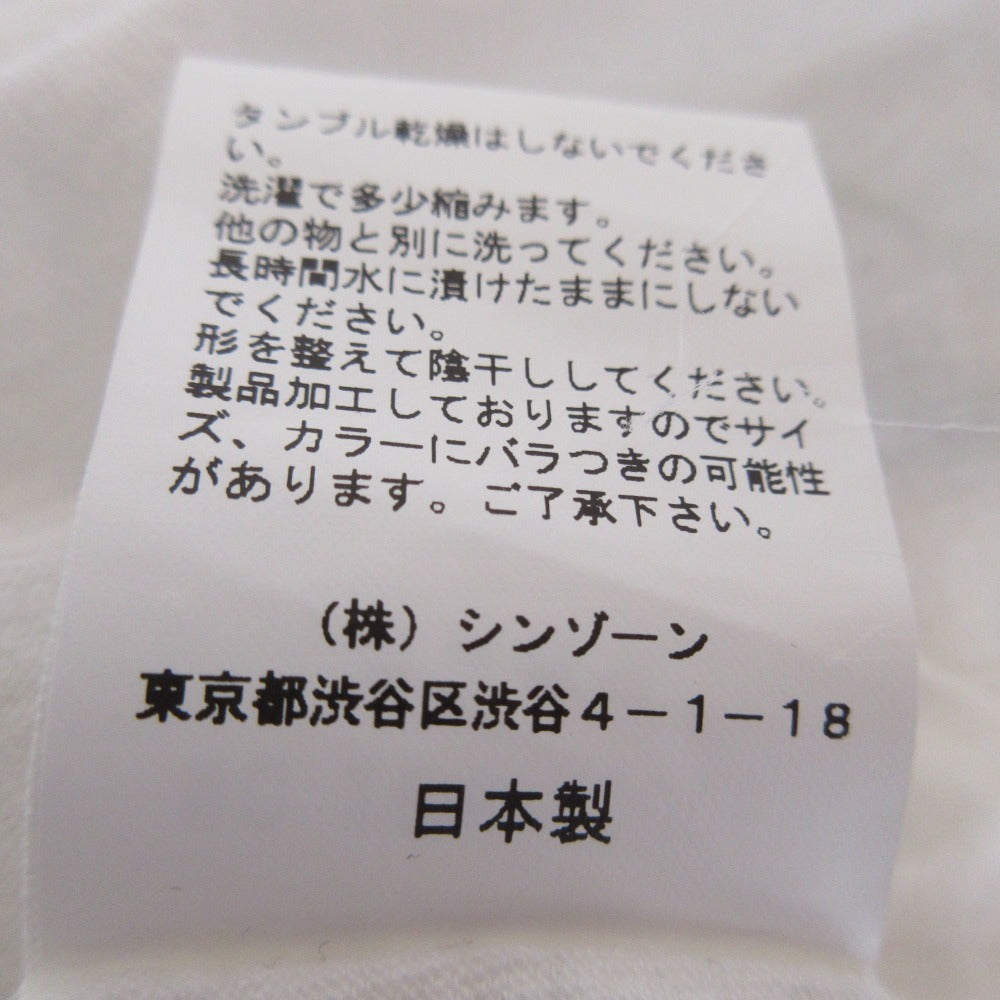 タンブル乾燥はしないでくださ
い。
洗濯で多少縮みます。
他の物と別に洗ってください。
長時間水に漬けたままにしない
でください。
形を整えて陰干ししてください。
製品加工しておりますのでサイ
ズ、カラーにバラつきの可能性
があります。ご了承下さい。
（株）シンゾーン
東京都渋谷区渋谷４－１－１８
日本製